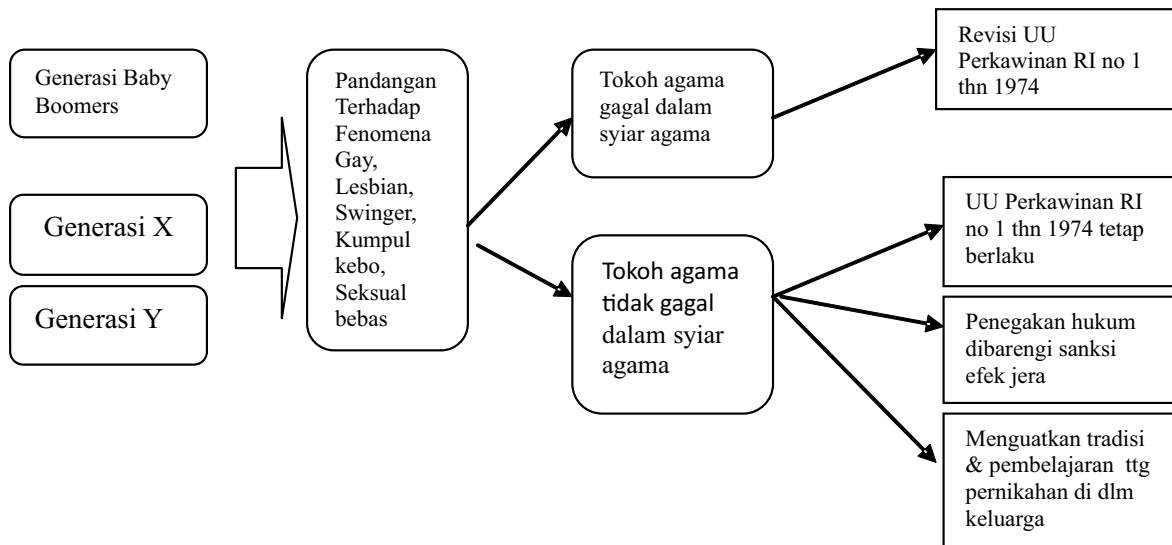 Generasi Baby
Boomers
Generasi X
Generasi Y
Pandangan
Terhadap
Fenomena
Gay,
Lesbian,
Swinger,
Kumpul
kebo,
Seksual
bebas
Tokoh agama
gagal dalam
syiar agama
Tokoh agama
tidak gagal
dalam syiar
agama
Revisi UU
Perkawinan RI no 1
thn 1974
UU Perkawinan RI
no 1 thn 1974 tetap
berlaku
Penegakan hukum
dibarengi sanksi
efek jera
Menguatkan tradisi
& pembelajaran ttg
pernikahan di dlm
keluarga